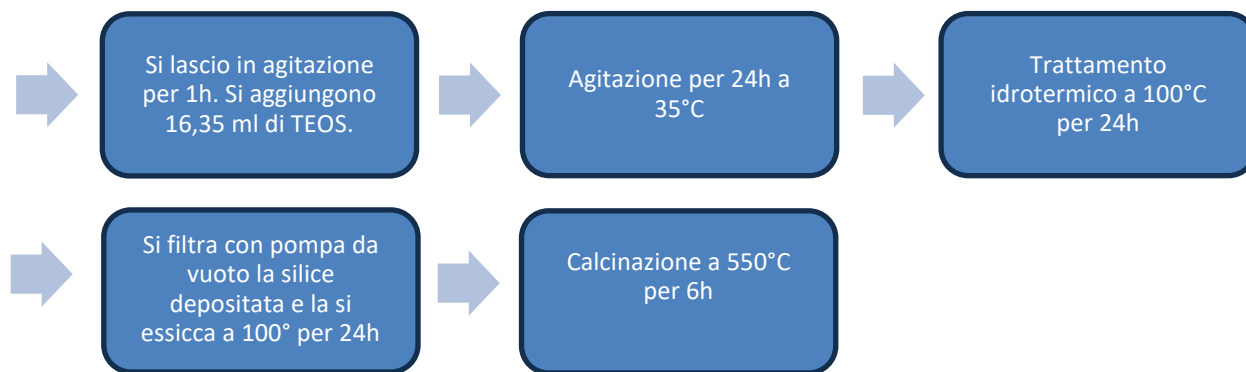 Si lascio in agitazione
per 1h. Si aggiungono
16,35 ml di TEOS.
Agitazione per 24h a
35°C
Trattamento
idrotermico a 100°C
per 24h
Si filtra con pompa da
vuoto la silice
depositata e la si
essicca a 100° per 24h
Calcinazione a 550°C
per 6h